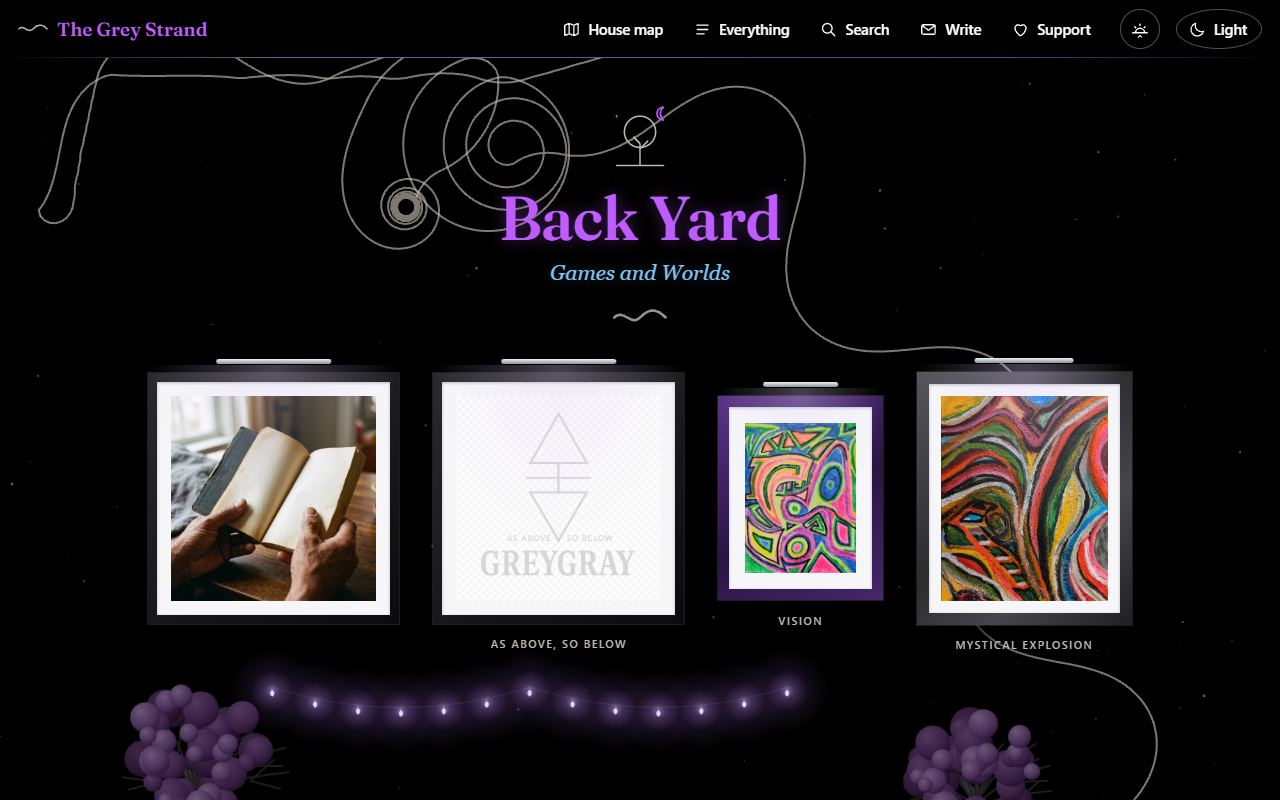 The Grey Strand
House map
Everything
Search
Write
Support
Light
Back Yard
Games and Worlds
AS ABOVE SO BELOW
GREYGRAY
AS ABOVE, SO BELOW
VISION
MYSTICAL EXPLOSION